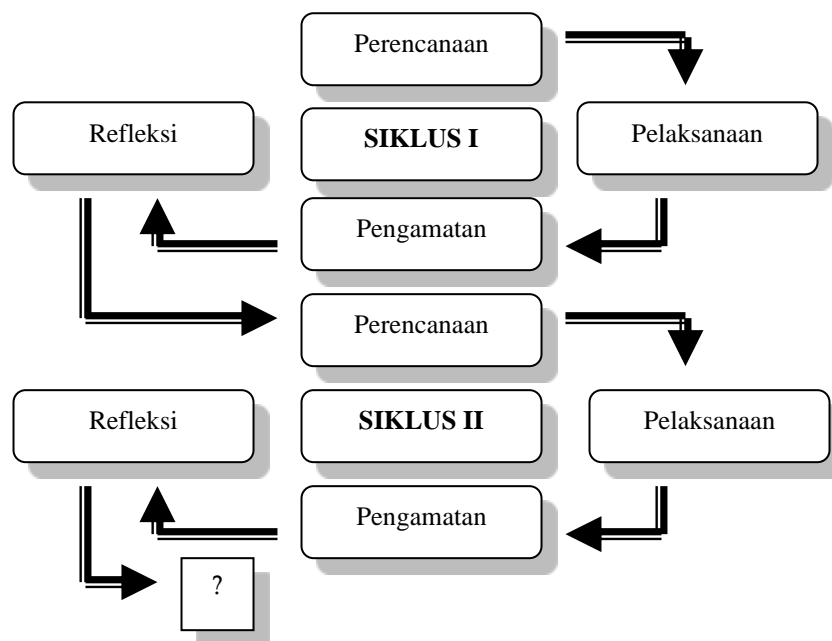 Perencanaan
Refleksi
SIKLUS I
Pelaksanaan
Pengamatan
Perencanaan
Refleksi
SIKLUS II
Pelaksanaan
Pengamatan
?